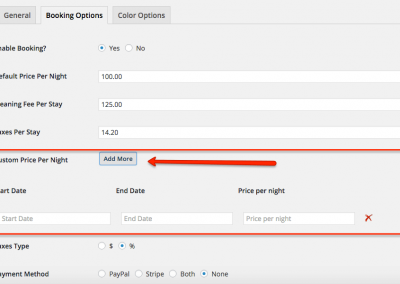 General Booking Options Color Options
nable Booking? Yes No
efault Price Per Night 100.00
leaning Fee Per Stay 125.00
axes Per Stay 14.20
ustom Price Per Night Add More
tart Date End Date Price per night
Start Date End Date Price per night
axes Type $ %
ayment Method PayPal Stripe Both None